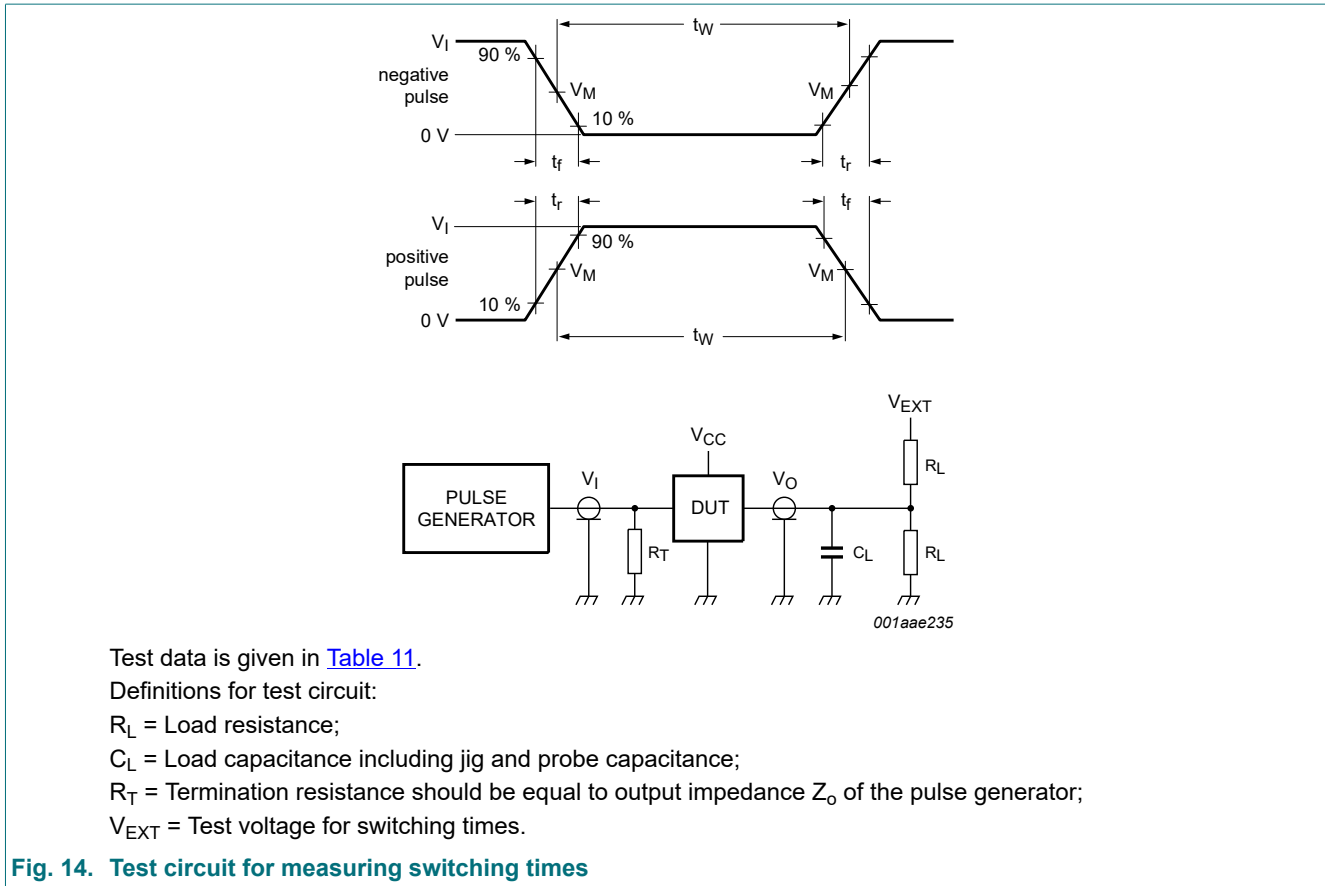 tW
VI
90 %
negative
pulse
VM
VM
10 %
0 V
tf
tr
tr
tf
VI
90 %
positive
pulse
VM
VM
10 %
0 V
tW
VEXT
VCC
RL
VI
VO
PULSE
GENERATOR
DUT
RT
CL
RL
001aae235
Test data is given in Table 11.
Definitions for test circuit:
RL = Load resistance;
CL = Load capacitance including jig and probe capacitance;
RT = Termination resistance should be equal to output impedance Zo of the pulse generator;
VEXT = Test voltage for switching times.
Fig. 14. Test circuit for measuring switching times